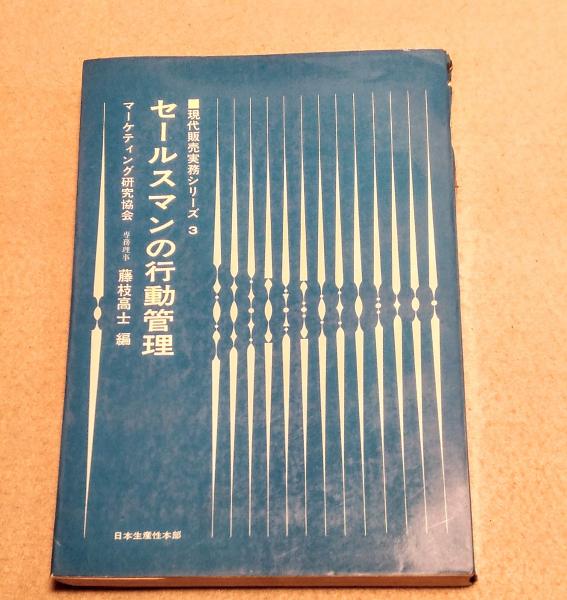 ■現代販売実務シリーズ 3
セールスマンの行動管理
マーケティング研究協会 専務理事 藤枝高士 編
日本生産性本部